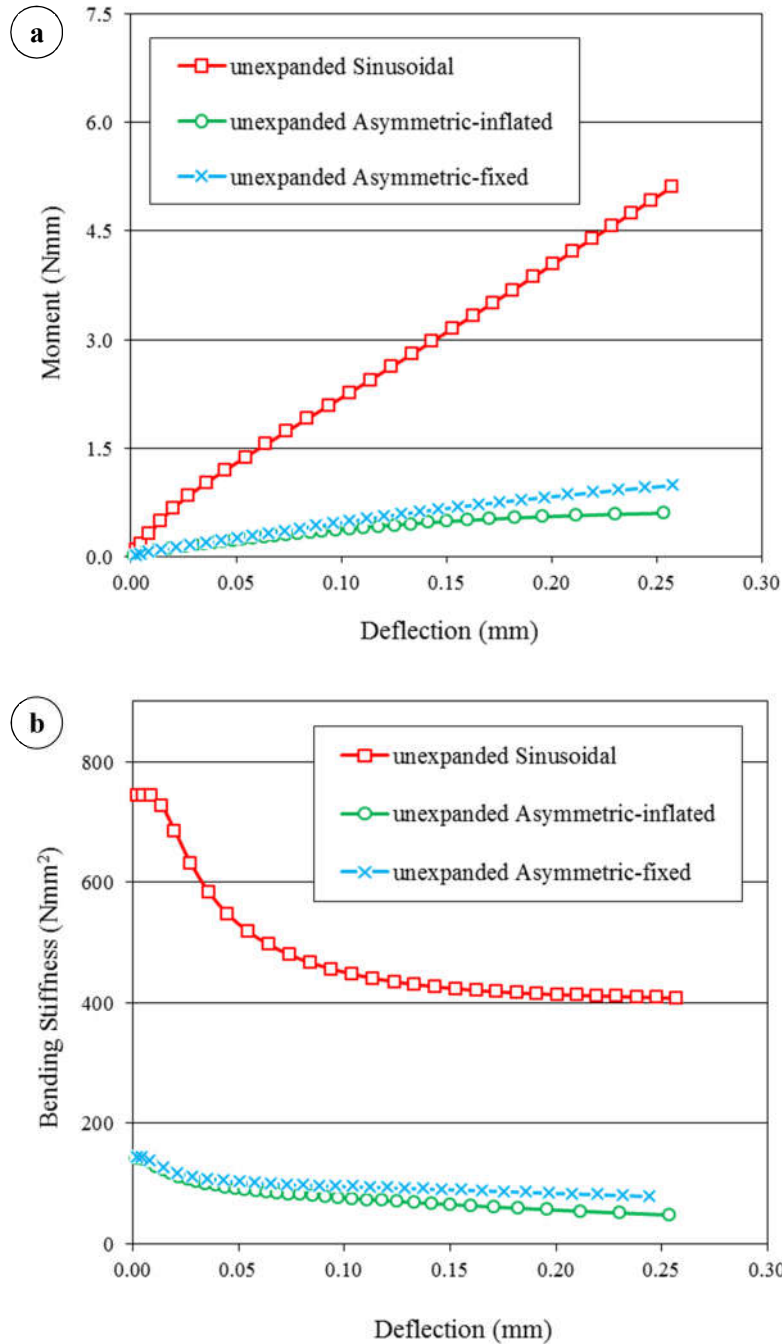 a
7.5
unexpanded Sinusoidal
6.0
unexpanded Asymmetric-inflated
unexpanded Asymmetric-fixed
4.5
Moment (Nmm)
3.0
1.5
0.0
0.00 0.05 0.10 0.15 0.20 0.25 0.30
Deflection (mm)
b
800
unexpanded Sinusoidal
unexpanded Asymmetric-inflated
600
unexpanded Asymmetric-fixed
Bending Stiffness (Nmm²)
400
200
0
0.00 0.05 0.10 0.15 0.20 0.25 0.30
Deflection (mm)